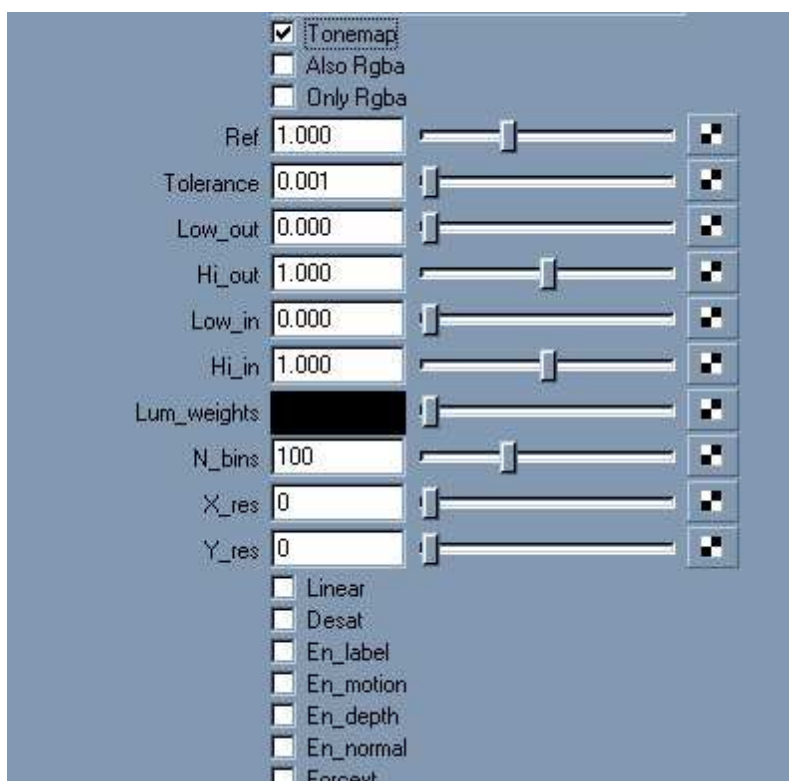 Tonemap
Also Rgba
Only Rgba
Ref 1.000
Tolerance 0.001
Low_out 0.000
Hi_out 1.000
Low_in 0.000
Hi_in 1.000
Lum_weights
N_bins 100
X_res 0
Y_res 0
Linear
Desat
En_label
En_motion
En_depth
En_normal